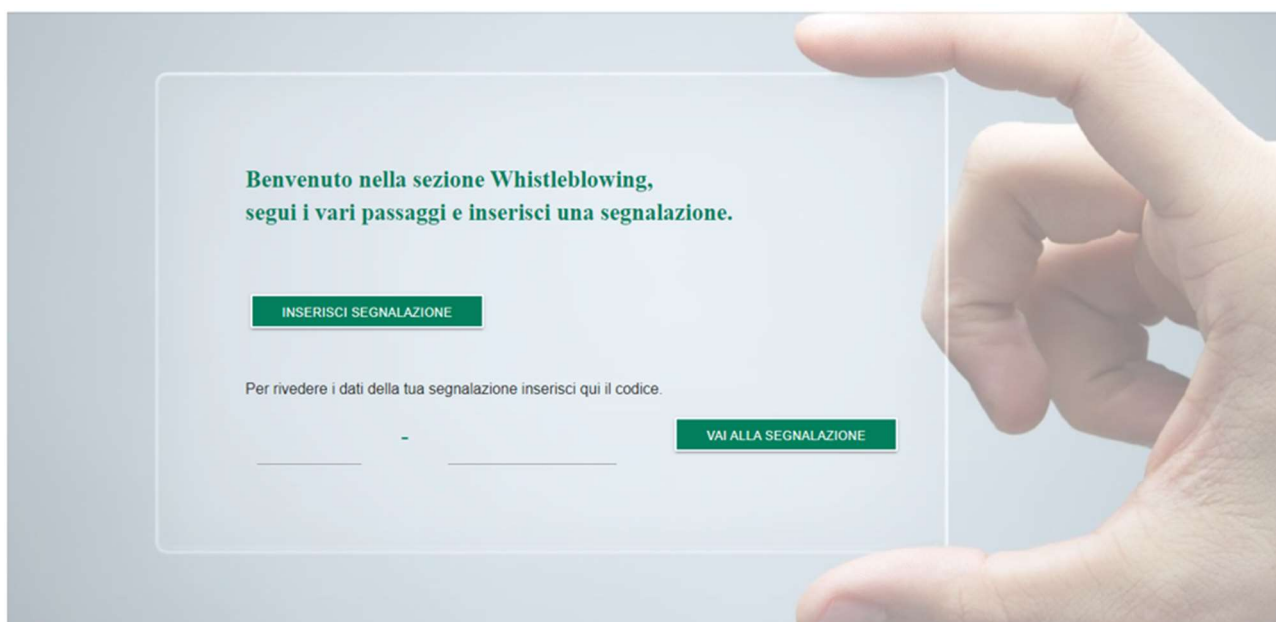 Benvenuto nella sezione Whistleblowing,
segui i vari passaggi e inserisci una segnalazione.
INSERISCI SEGNALAZIONE
Per rivedere i dati della tua segnalazione inserisci qui il codice.
-
VAI ALLA SEGNALAZIONE